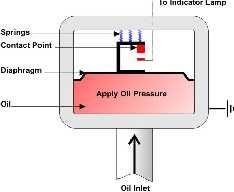 To Indicator Lamp
Springs
Contact Point
Diaphragm
Apply Oil Pressure
Oil
Oil Inlet